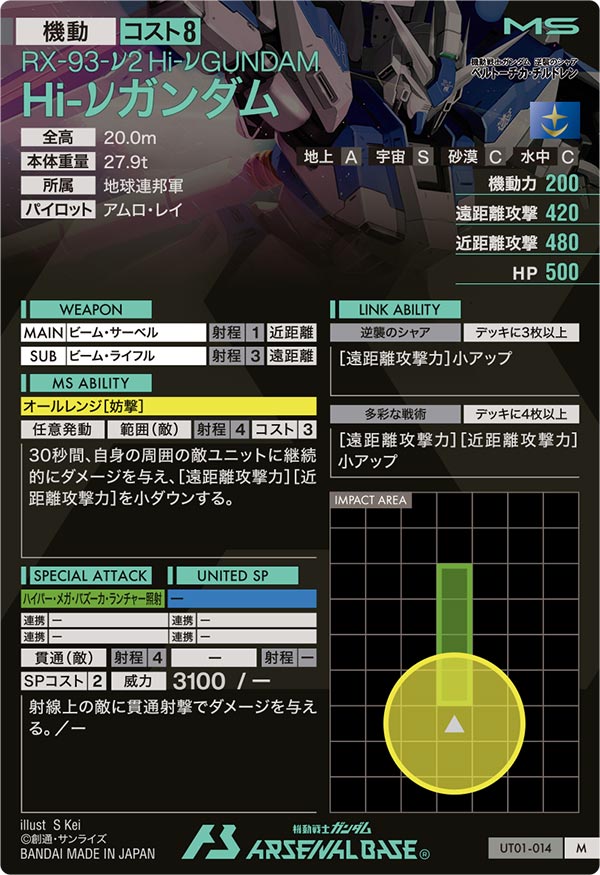 機動 コスト8
MS
RX-93-ν2 Hi-νGUNDAM
Hi-νガンダム
機動戦士ガンダム 逆襲のシャア
ベルトーチカ・チルドレン
全高 20.0m
本体重量 27.9t
所属 地球連邦軍
パイロット アムロ・レイ
地上 A 宇宙 S 砂漠 C 水中 C
機動力 200
遠距離攻撃 420
近距離攻撃 480
HP 500
WEAPON
MAIN ビーム・サーベル 射程 1 近距離
SUB ビーム・ライフル 射程 3 遠距離
MS ABILITY
オールレンジ[妨撃]
任意発動 範囲(敵) 射程 4 コスト 3
30秒間、自身の周囲の敵ユニットに継続
的にダメージを与え、[遠距離攻撃力][近
距離攻撃力]を小ダウンする。
LINK ABILITY
逆襲のシャア デッキに3枚以上
[遠距離攻撃力]小アップ
多彩な戦術 デッキに4枚以上
[遠距離攻撃力][近距離攻撃力]
小アップ
IMPACT AREA
SPECIAL ATTACK UNITED SP
ハイパー・メガ・バズーカ・ランチャー照射 ー
連携 ー 連携 ー
連携 ー 連携 ー
貫通(敵) 射程 4 ー 射程 ー
SPコスト 2 威力 3100 / ー
射線上の敵に貫通射撃でダメージを与え
る。/ー
illust S Kei
©創通・サンライズ
BANDAI MADE IN JAPAN
機動戦士ガンダム
ARSENAL BASE ®
UT01-014 M